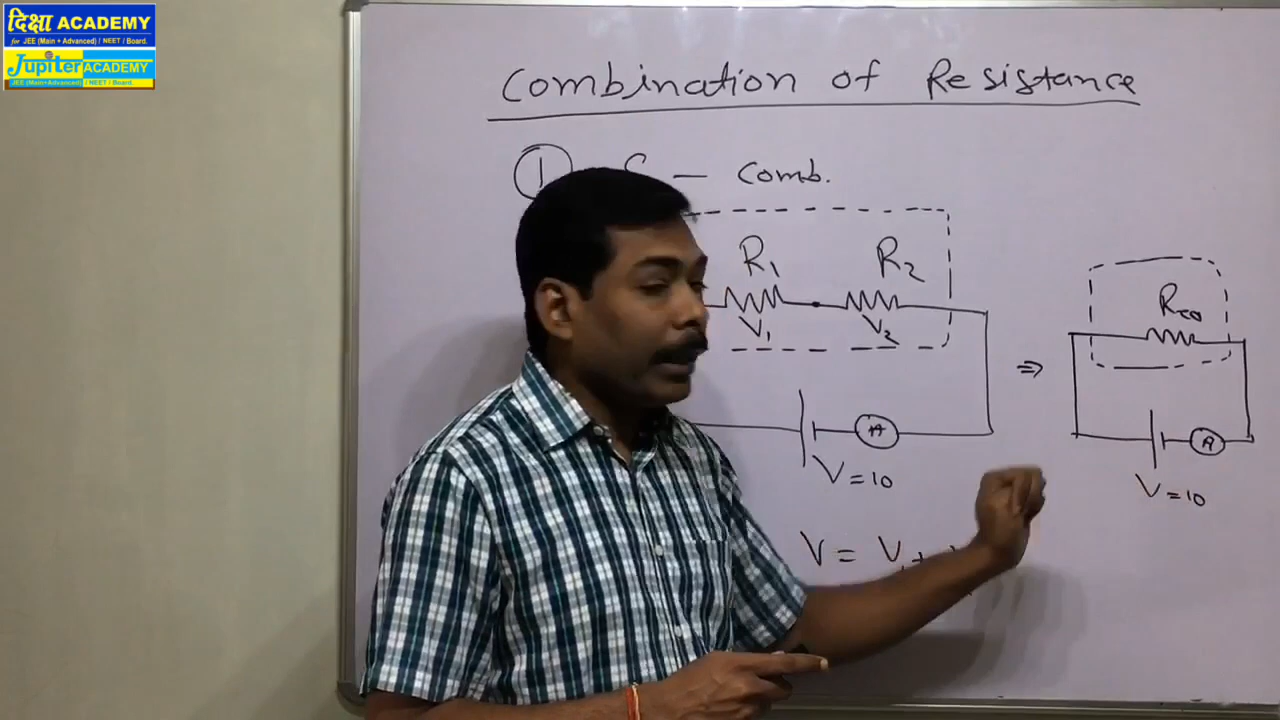 दिक्षा ACADEMY
for JEE (Main + Advanced) / NEET / Board.
Jupiter ACADEMY
JEE (Main+Advanced) / NEET / Board.
Combination of Resistance
① S — Comb.
R₁ R₂
V₁ V₂
Req
A
A
V = 10
V = 10
V = V₁ +